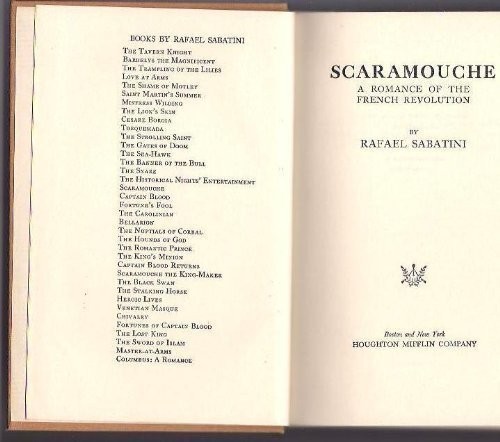 BOOKS BY RAFAEL SABATINI
THE TAVERN KNIGHT
BARDELYS THE MAGNIFICENT
THE TRAMPLING OF THE LILIES
LOVE AT ARMS
THE SHAME OF MOTLEY
SAINT MARTIN'S SUMMER
MISTRESS WILDING
THE LION'S SKIN
CESARE BORGIA
TORQUEMADA
THE STROLLING SAINT
THE GATES OF DOOM
THE SEA-HAWK
THE BANNER OF THE BULL
THE SNARE
THE HISTORICAL NIGHTS' ENTERTAINMENT
SCARAMOUCHE
CAPTAIN BLOOD
FORTUNE'S FOOL
THE CAROLINIAN
BELLARION
THE NUPTIALS OF CORBAL
THE HOUNDS OF GOD
THE ROMANTIC PRINCE
THE KING'S MINION
CAPTAIN BLOOD RETURNS
SCARAMOUCHE THE KING-MAKER
THE BLACK SWAN
THE STALKING HORSE
HEROIC LIVES
VENETIAN MASQUE
CHIVALRY
FORTUNES OF CAPTAIN BLOOD
THE LOST KING
THE SWORD OF ISLAM
MASTER-AT-ARMS
COLUMBUS: A ROMANCE
SCARAMOUCHE
A ROMANCE OF THE
FRENCH REVOLUTION
BY
RAFAEL SABATINI
Boston and New York
HOUGHTON MIFFLIN COMPANY